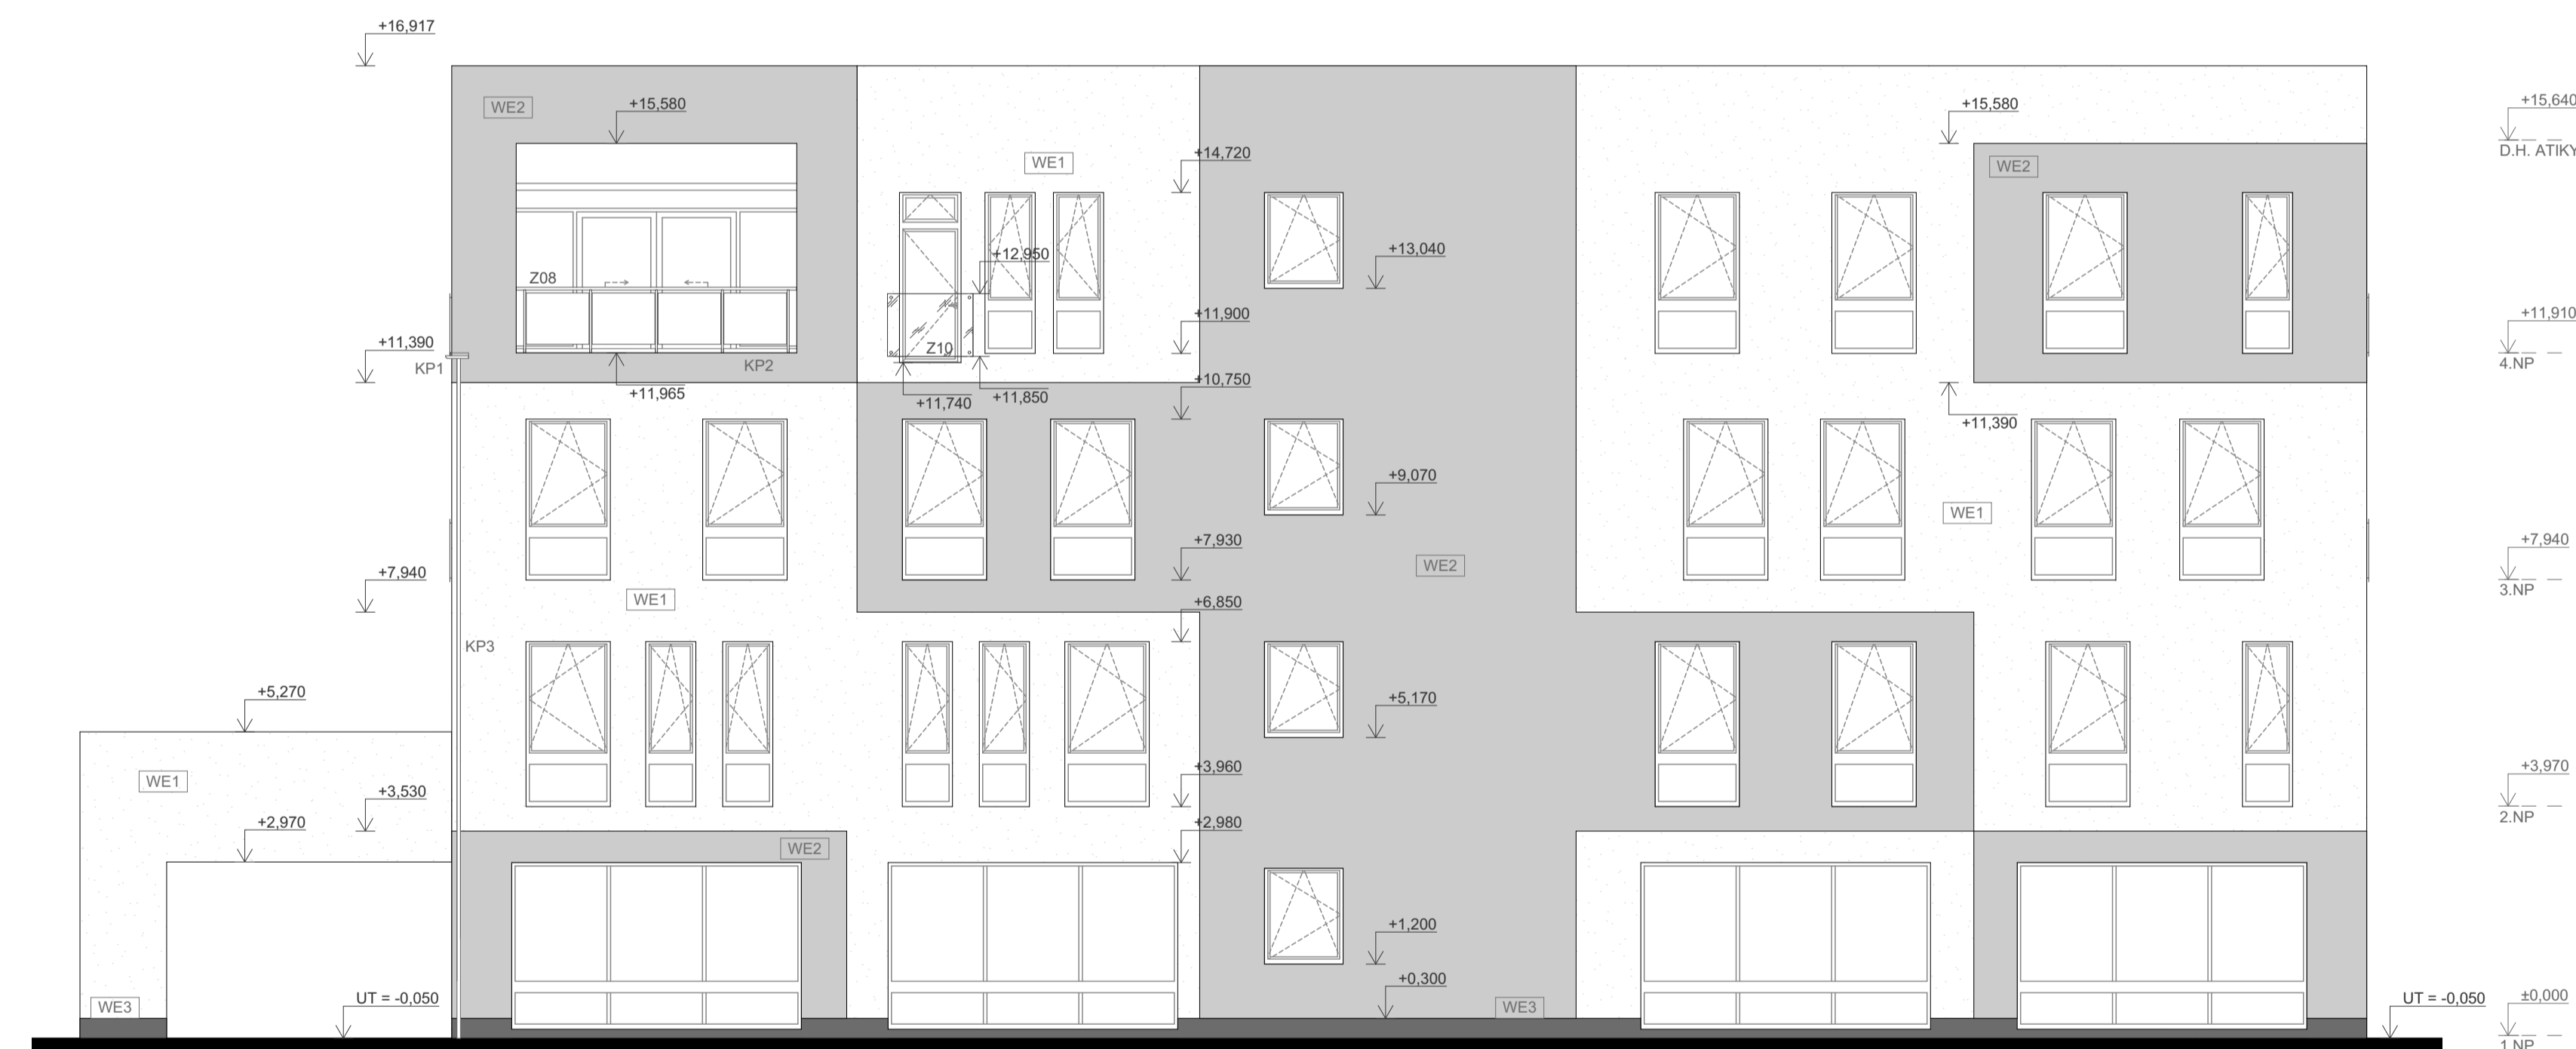 +16,917
+15,640
WE2
+15,580
+15,580
D.H. ATIKY
+14,720
WE1
WE2
+12,950
+13,040
Z08
+11,900
+11,910
+11,390
Z10
KP1
KP2
4.NP
+10,750
+11,965
+11,740
+11,850
+11,390
+9,070
WE1
+7,930
+7,940
WE2
+7,940
3.NP
WE1
+6,850
KP3
+5,270
+5,170
+3,960
+3,970
WE1
+3,530
+2,970
+2,980
2.NP
WE2
+1,200
+0,300
UT = -0,050
UT = -0,050
±0,000
WE3
WE3
1.NP